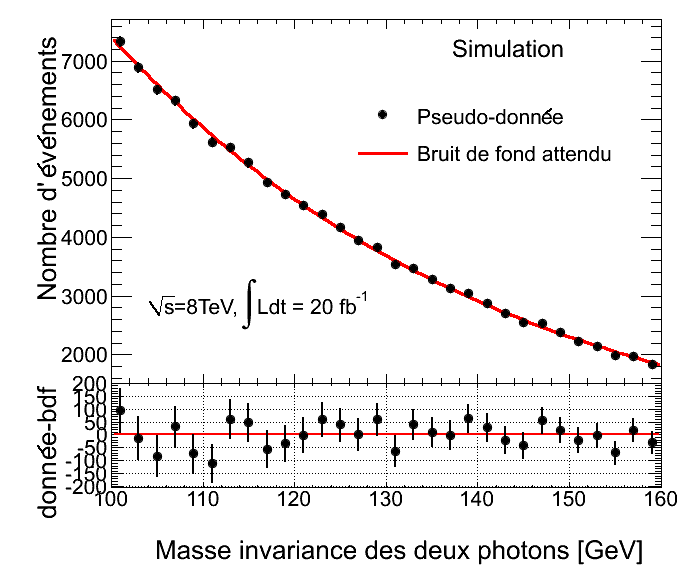 Nombre d'événements
7000
6000
5000
4000
3000
2000
Simulation
Pseudo-donnée
Bruit de fond attendu
√s=8TeV, ∫Ldt = 20 fb⁻¹
donnée-bdf
200
150
100
50
0
-50
-100
-150
-200
100 110 120 130 140 150 160
Masse invariance des deux photons [GeV]